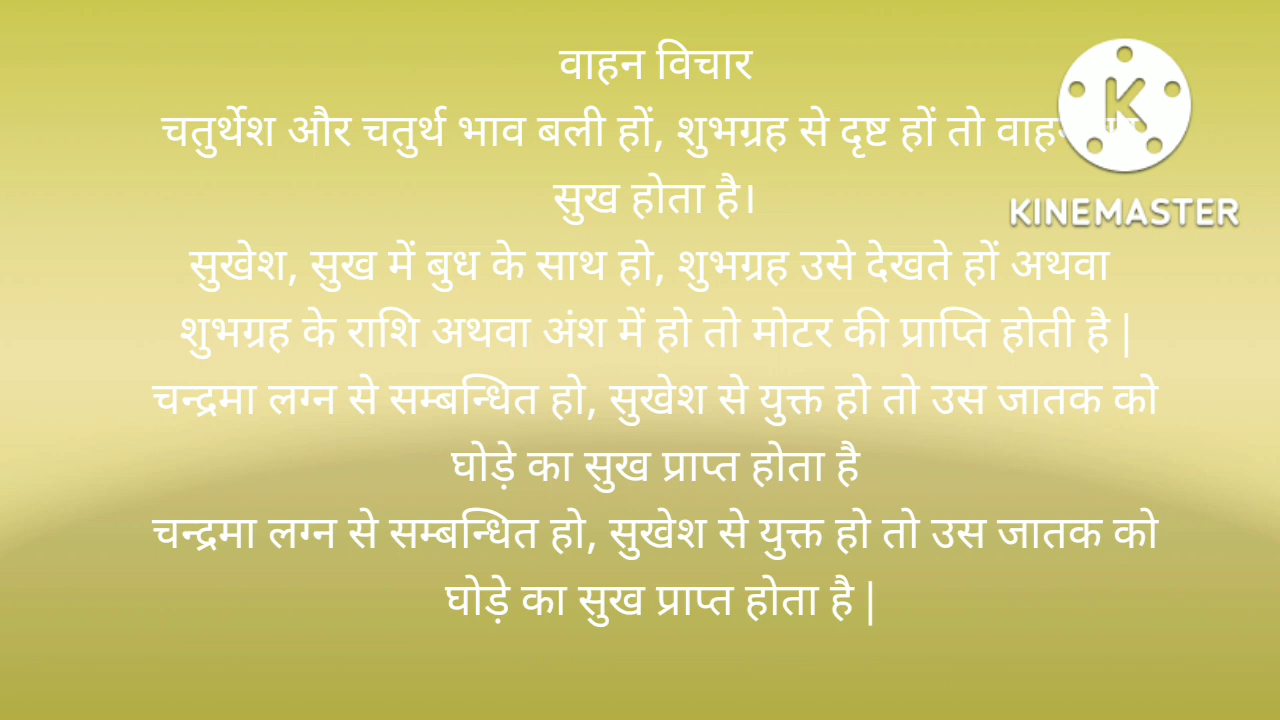 वाहन विचार
चतुर्थेश और चतुर्थ भाव बली हों, शुभग्रह से दृष्ट हों तो
सुख होता है।
सुखेश, सुख में बुध के साथ हो, शुभग्रह उसे देखते हों अथवा
शुभग्रह के राशि अथवा अंश में हो तो मोटर की प्राप्ति होती है |
चन्द्रमा लग्न से सम्बन्धित हो, सुखेश से युक्त हो तो उस जातक को
घोड़े का सुख प्राप्त होता है
चन्द्रमा लग्न से सम्बन्धित हो, सुखेश से युक्त हो तो उस जातक को
घोड़े का सुख प्राप्त होता है |
K
KINEMASTER